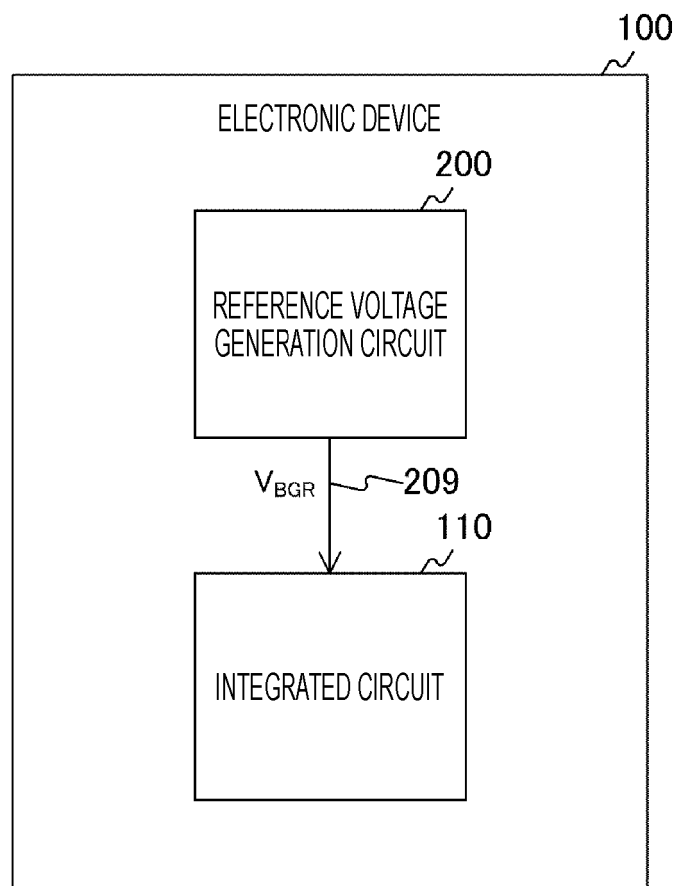 100
ELECTRONIC DEVICE
200
REFERENCE VOLTAGE
GENERATION CIRCUIT
VBGR
209
110
INTEGRATED CIRCUIT